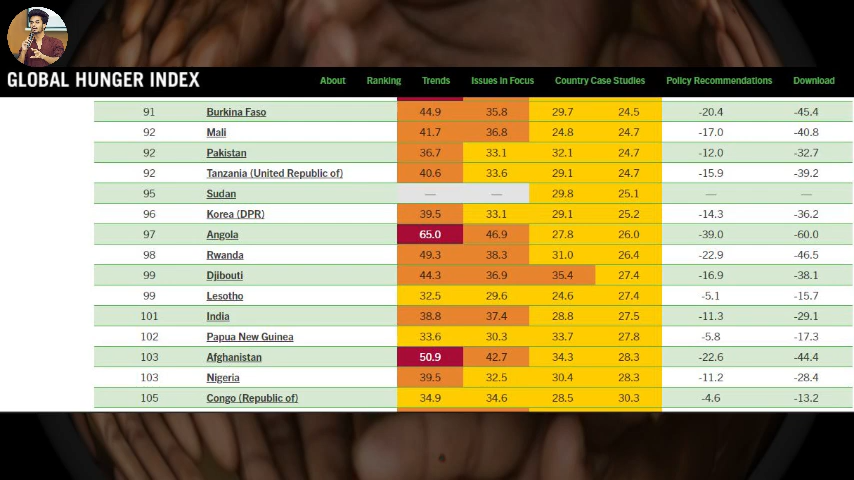 GLOBAL HUNGER INDEX About Ranking Trends Issues in Focus Country Case Studies Policy Recommendations Download
91 Burkina Faso 44.9 35.8 29.7 24.5 -20.4 -45.4
92 Mali 41.7 36.8 24.8 24.7 -17.0 -40.8
92 Pakistan 36.7 33.1 32.1 24.7 -12.0 -32.7
92 Tanzania (United Republic of) 40.6 33.6 29.1 24.7 -15.9 -39.2
95 Sudan — — 29.8 25.1 — —
96 Korea (DPR) 39.5 33.1 29.1 25.2 -14.3 -36.2
97 Angola 65.0 46.9 27.8 26.0 -39.0 -60.0
98 Rwanda 49.3 38.3 31.0 26.4 -22.9 -46.5
99 Djibouti 44.3 36.9 35.4 27.4 -16.9 -38.1
99 Lesotho 32.5 29.6 24.6 27.4 -5.1 -15.7
101 India 38.8 37.4 28.8 27.5 -11.3 -29.1
102 Papua New Guinea 33.6 30.3 33.7 27.8 -5.8 -17.3
103 Afghanistan 50.9 42.7 34.3 28.3 -22.6 -44.4
103 Nigeria 39.5 32.5 30.4 28.3 -11.2 -28.4
105 Congo (Republic of) 34.9 34.6 28.5 30.3 -4.6 -13.2